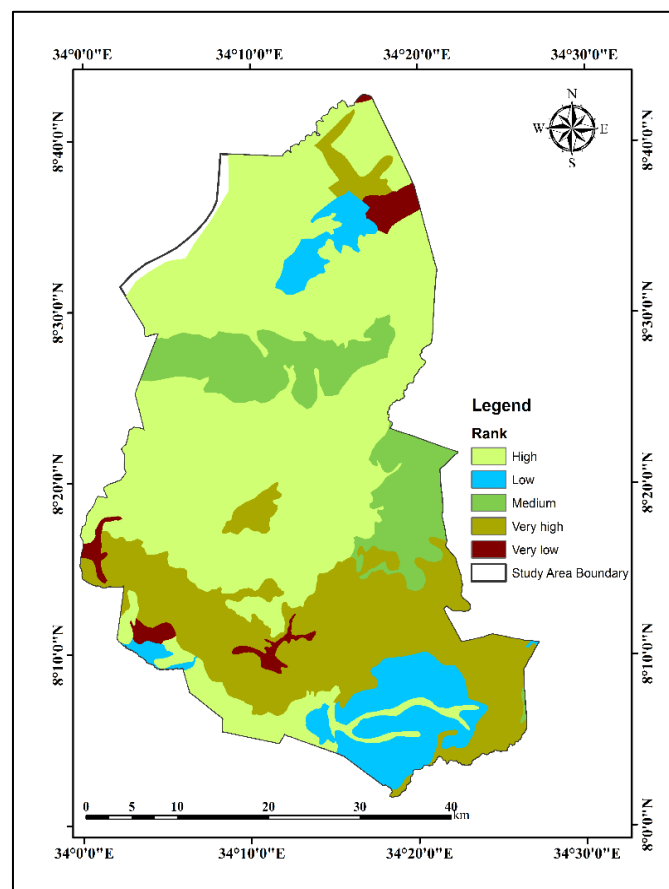 34°0'0"E 34°10'0"E 34°20'0"E 34°30'0"E
N
W E
S
8°40'0"N 8°40'0"N
8°30'0"N 8°30'0"N
Legend
Rank
High
Low
8°20'0"N 8°20'0"N
Medium
Very high
Very low
Study Area Boundary
8°10'0"N 8°10'0"N
0 5 10 20 30 40
km
8°0'0"N
34°0'0"E 34°10'0"E 34°20'0"E 34°30'0"E